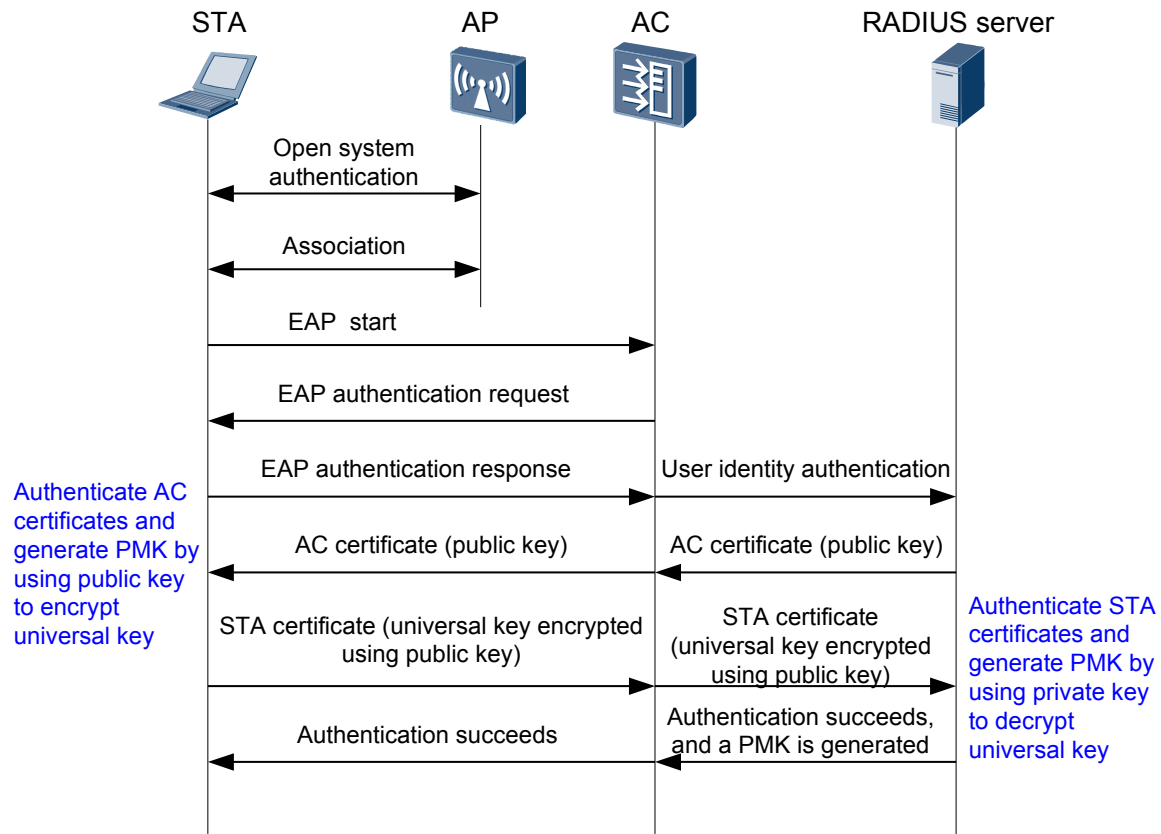 STA
AP
AC
RADIUS server
Open system
authentication
Association
EAP start
EAP authentication request
EAP authentication response
User identity authentication
Authenticate AC
certificates and
generate PMK by
using public key
to encrypt
universal key
AC certificate (public key)
AC certificate (public key)
STA certificate (universal key encrypted
using public key)
STA certificate
(universal key encrypted
using public key)
Authenticate STA
certificates and
generate PMK by
using private key
to decrypt
universal key
Authentication succeeds
Authentication succeeds,
and a PMK is generated